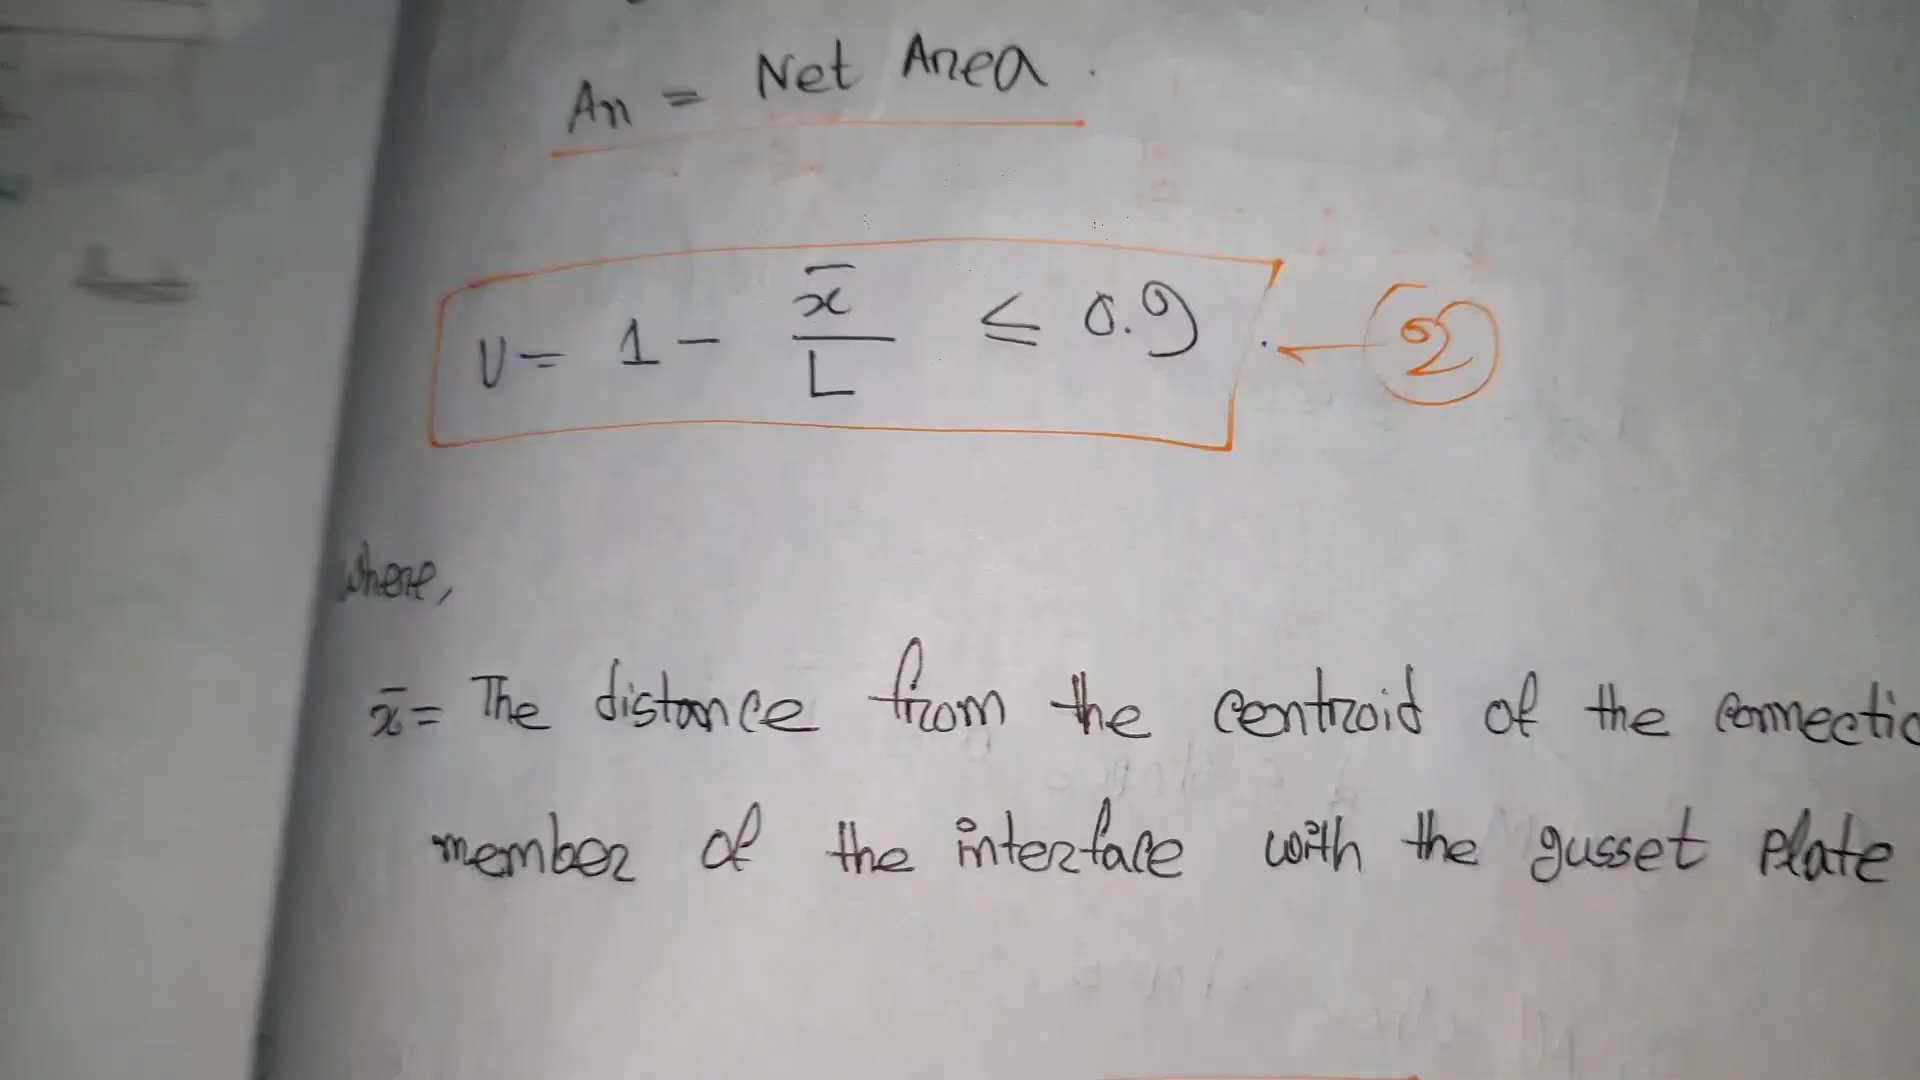 An = Net Area.
U = 1 - x̄/L ≤ 0.9 . ← 2
where,
x̄ = The distance from the centroid of the
member of the interface with the gusset plate